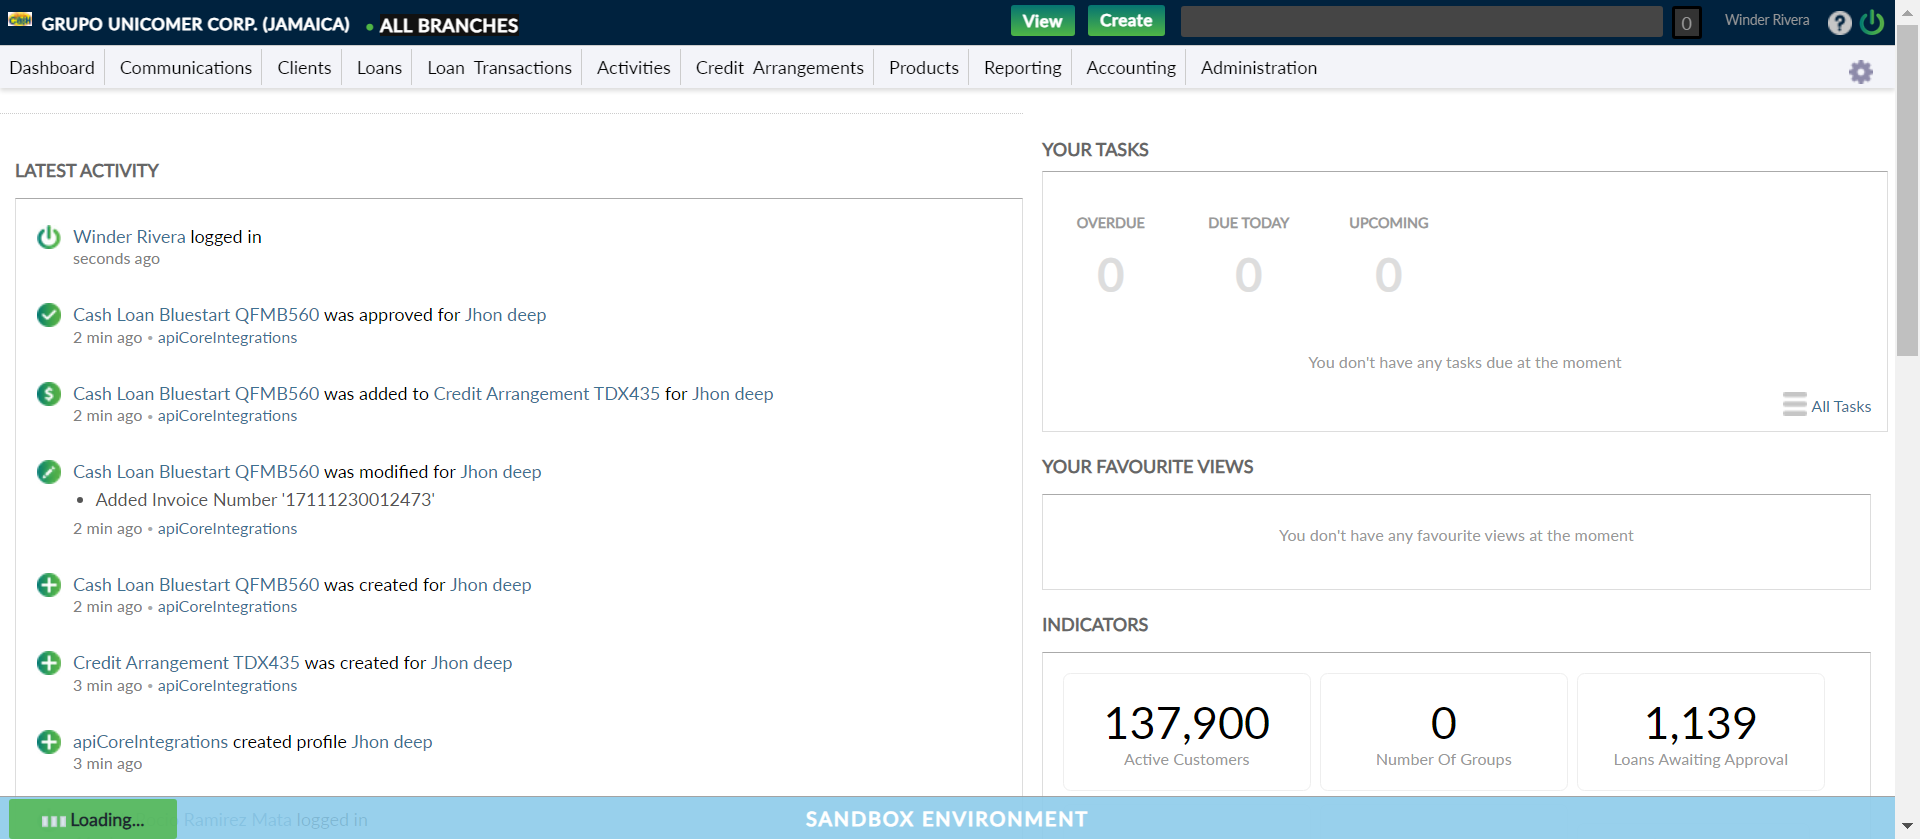 GRUPO UNICOMER CORP. (JAMAICA) • ALL BRANCHES
View Create 0 Winder Rivera ?
Dashboard Communications Clients Loans Loan Transactions Activities Credit Arrangements Products Reporting Accounting Administration
LATEST ACTIVITY
Winder Rivera logged in
seconds ago
Cash Loan Bluestart QFMB560 was approved for Jhon deep
2 min ago • apiCoreIntegrations
Cash Loan Bluestart QFMB560 was added to Credit Arrangement TDX435 for Jhon deep
2 min ago • apiCoreIntegrations
Cash Loan Bluestart QFMB560 was modified for Jhon deep
• Added Invoice Number '17111230012473'
2 min ago • apiCoreIntegrations
Cash Loan Bluestart QFMB560 was created for Jhon deep
2 min ago • apiCoreIntegrations
Credit Arrangement TDX435 was created for Jhon deep
3 min ago • apiCoreIntegrations
apiCoreIntegrations created profile Jhon deep
3 min ago
YOUR TASKS
OVERDUE DUE TODAY UPCOMING
0 0 0
You don't have any tasks due at the moment
All Tasks
YOUR FAVOURITE VIEWS
You don't have any favourite views at the moment
INDICATORS
137,900 0 1,139
Active Customers Number Of Groups Loans Awaiting Approval
Loading... Ramirez Mata logged in
SANDBOX ENVIRONMENT